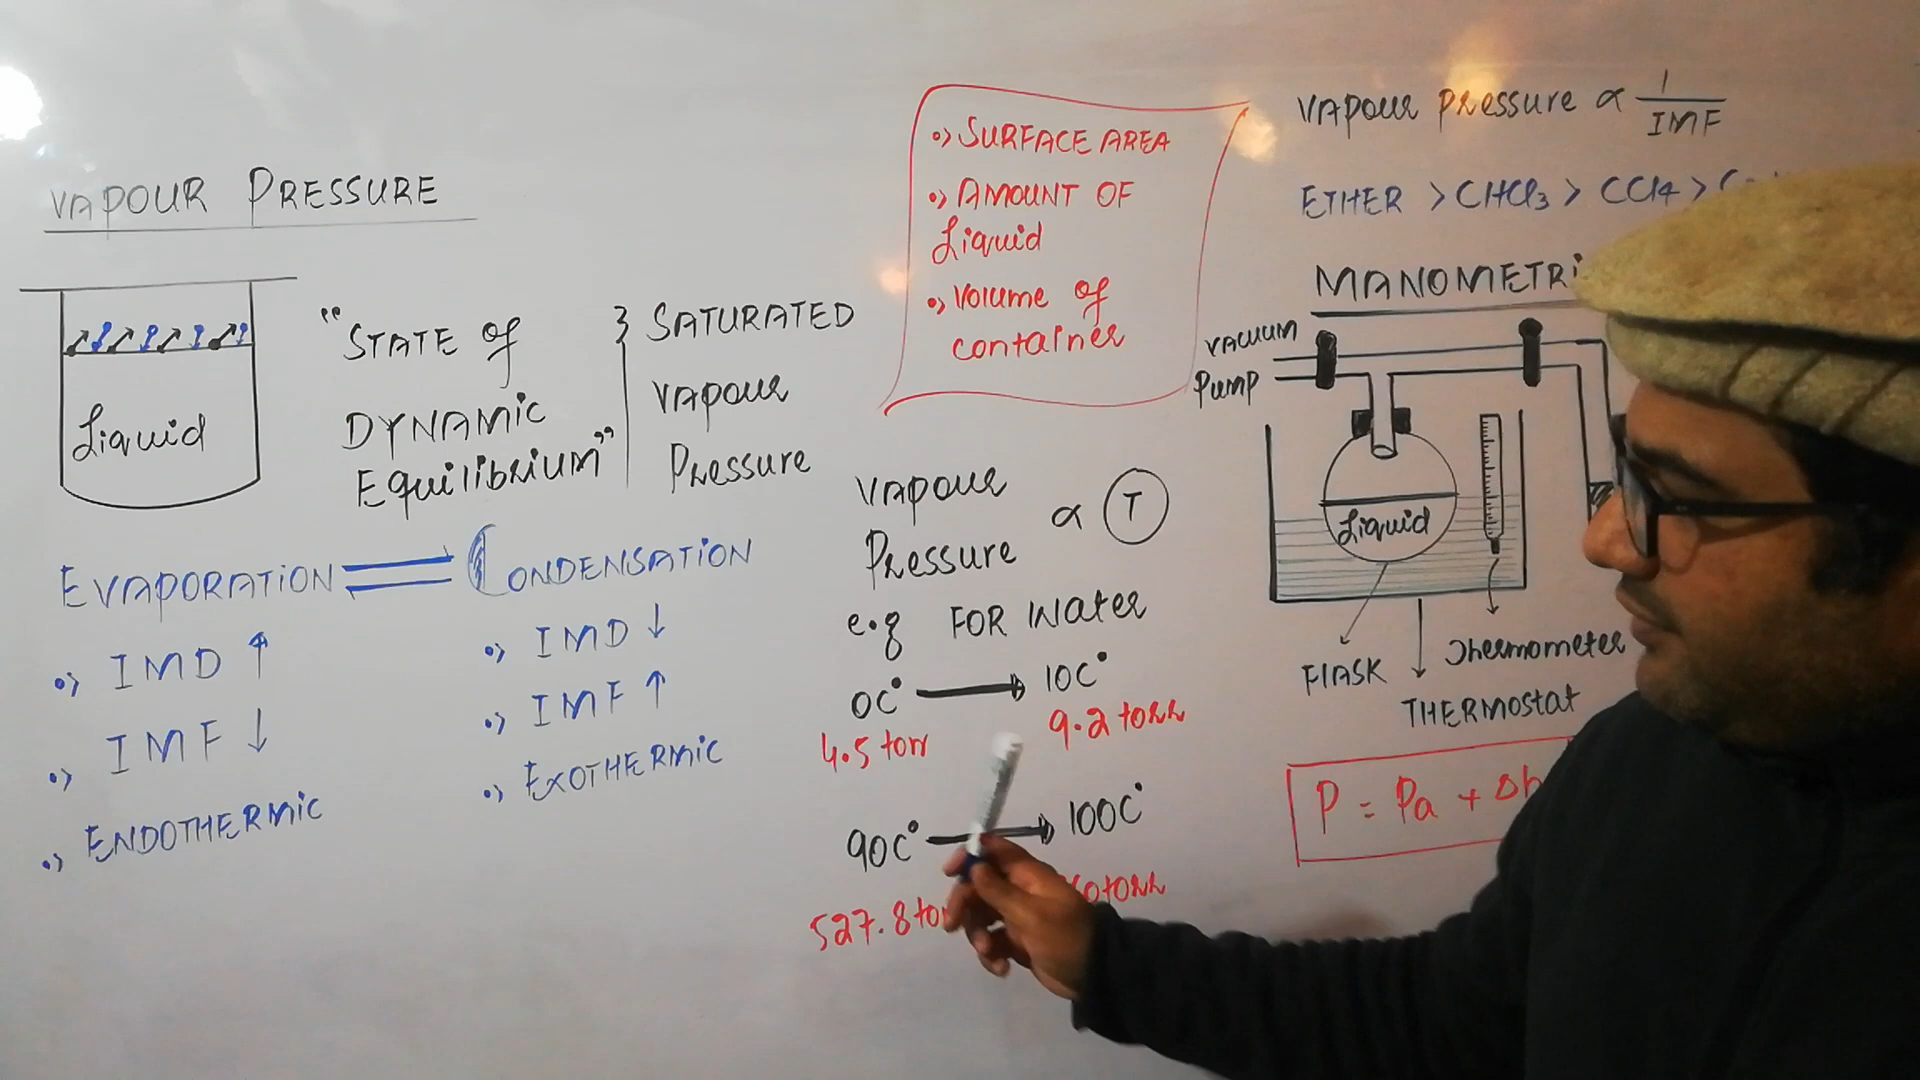 VAPOUR PRESSURE
Liquid
"STATE of
DYNAMIC
EquilibriuM"
SATURATED
VAPOUR
PRESSURE
EVAPORATION ⇌ CONDENSATION
•) IMD ↑
•) IMF ↓
•) ENDOTHERMIC
•) IMD ↓
•) IMF ↑
•) EXOTHERMIC
•) SURFACE AREA
•) AMOUNT OF
Liquid
•) Volume of
container
VAPOUR
PRESSURE ∝ T
e.g FOR Water
0C° → 10C°
4.5 torr 9.2 torr
90C° → 100C°
527.8
VAPOUR PRESSURE ∝ 1/IMF
ETHER > CHCl3 > CCl4 >
VACUUM
PUMP
Liquid
FlASK
Thermometer
THERMOStat
P = Pa +